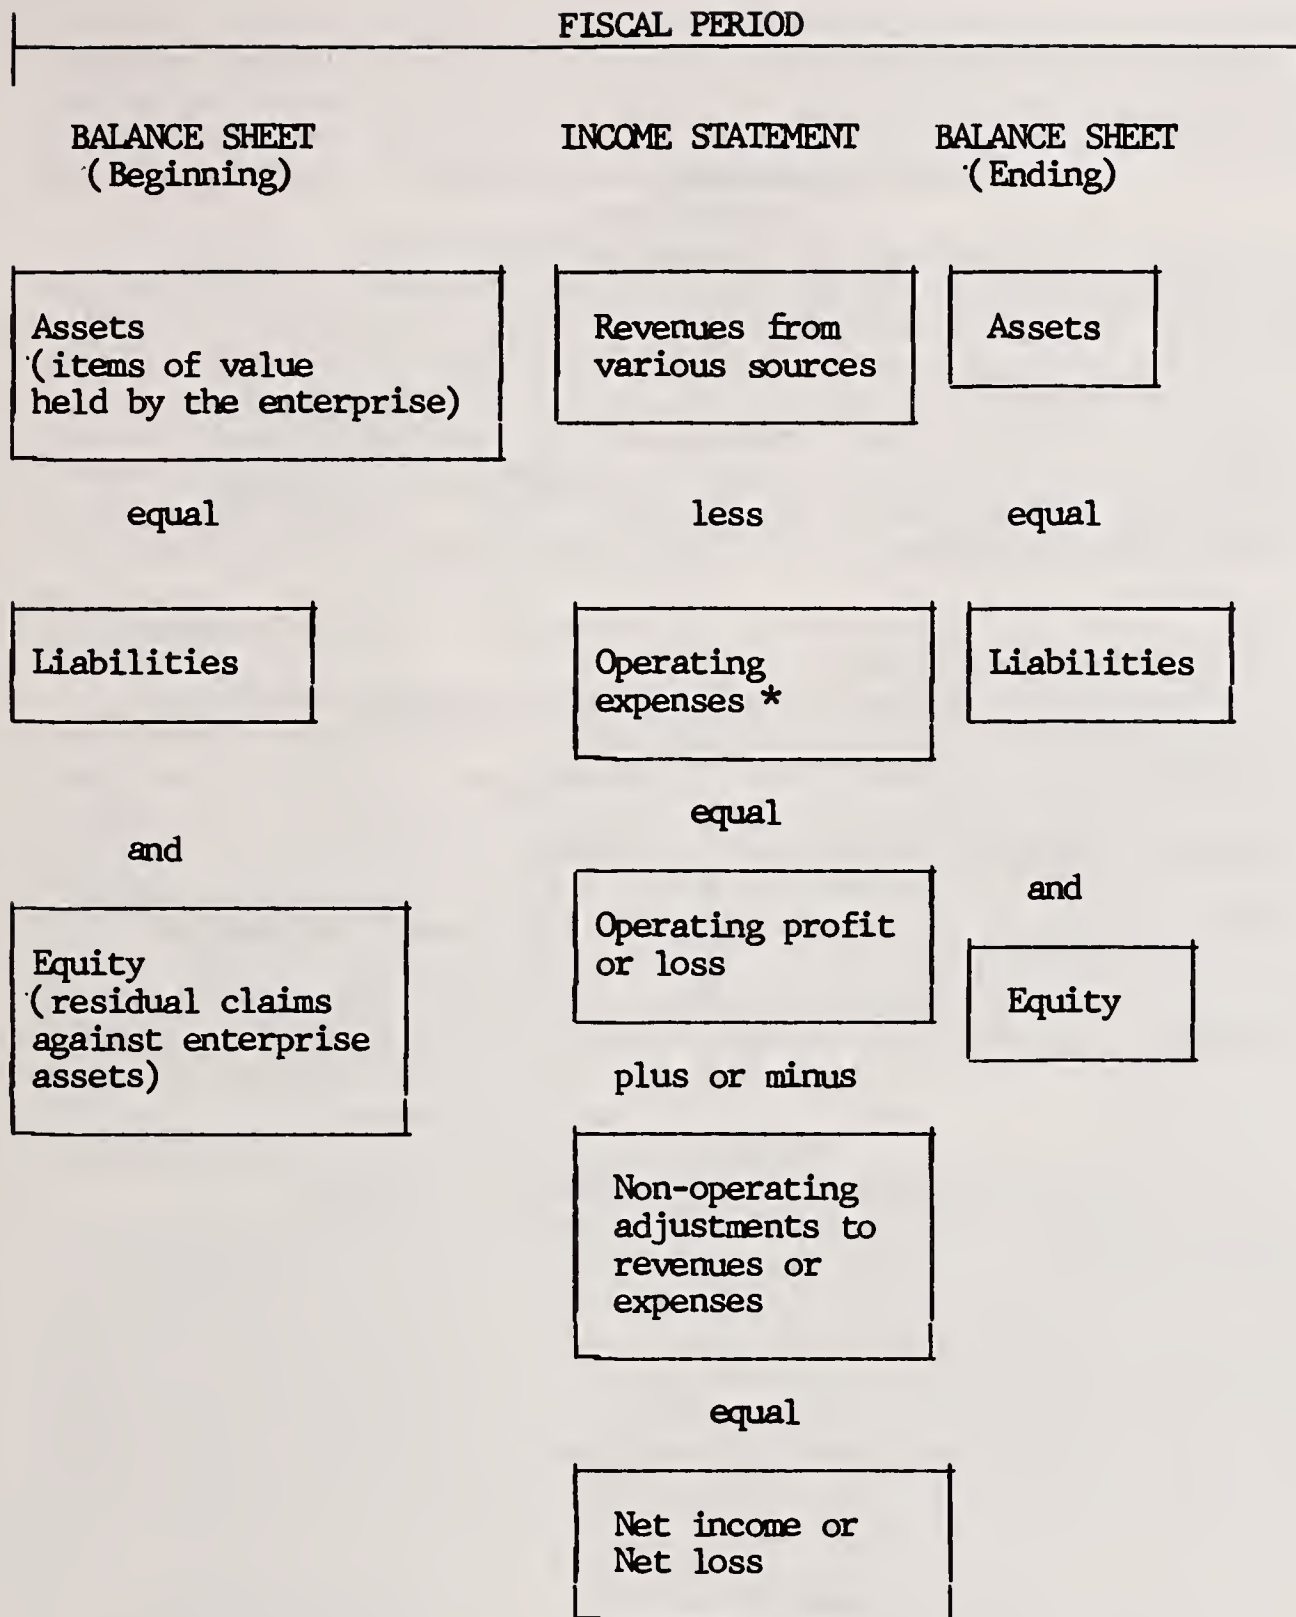 FISCAL PERIOD
BALANCE SHEET
(Beginning)
INCOME STATEMENT
BALANCE SHEET
(Ending)
Assets
(items of value
held by the enterprise)
Revenues from
various sources
Assets
equal
less
equal
Liabilities
Operating
expenses *
Liabilities
equal
and
Operating profit
or loss
and
Equity
(residual claims
against enterprise
assets)
Equity
plus or minus
Non-operating
adjustments to
revenues or
expenses
equal
Net income or
Net loss